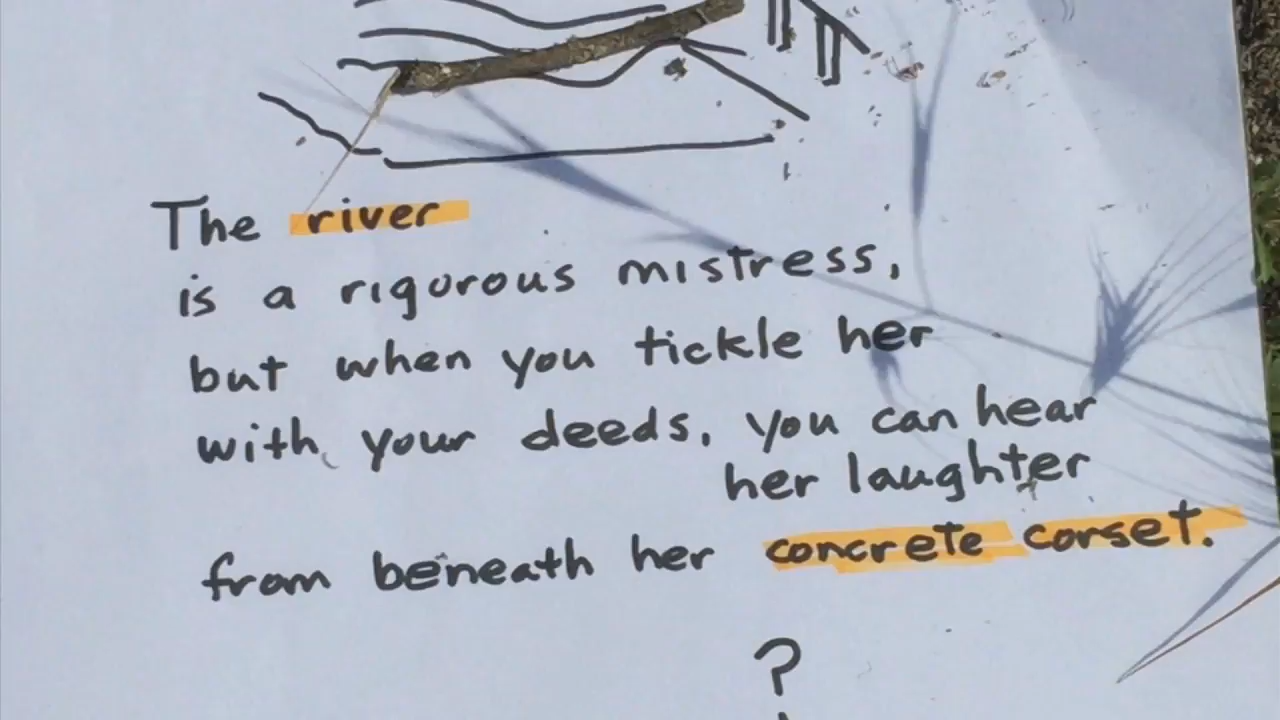 The river
is a rigorous mistress,
but when you tickle her
with your deeds, you can hear
her laughter
from beneath her concrete corset.
?